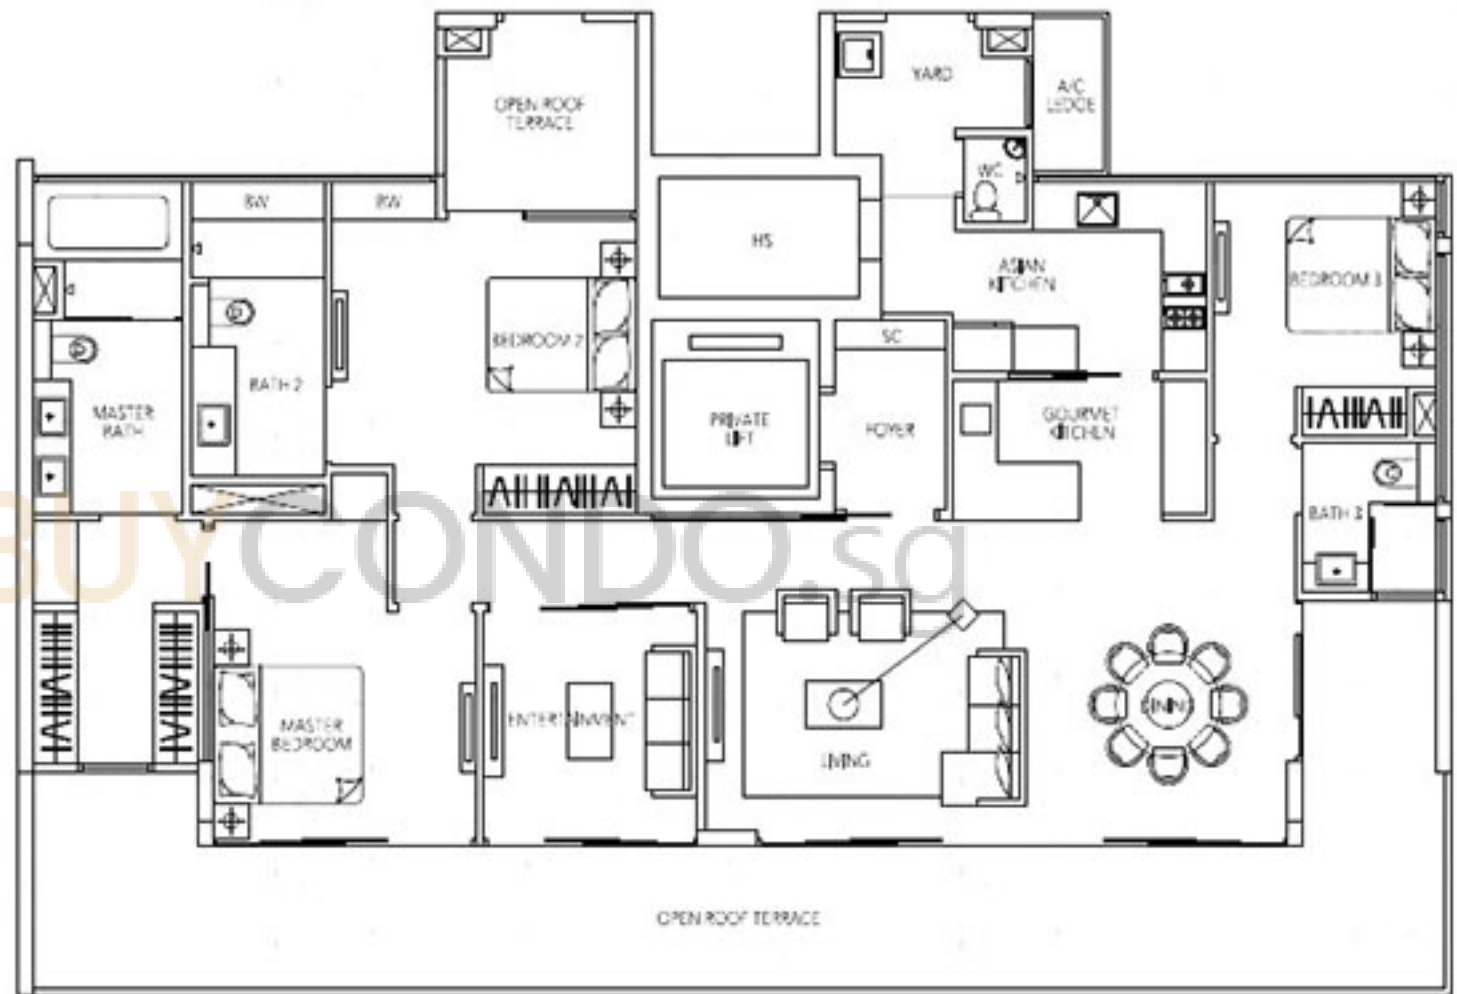 OPEN ROOF
TERRACE
YARD
A/C
LEDGE
WC
BW
BW
HS
ASIAN
KITCHEN
BEDROOM 3
BEDROOM 2
SC
BATH 2
MASTER
BATH
PRIVATE
LIFT
FOYER
GOURMET
KITCHEN
BATH 3
BUYCONDO.sg
MASTER
BEDROOM
ENTERTAINMENT
LIVING
DINING
OPEN ROOF TERRACE